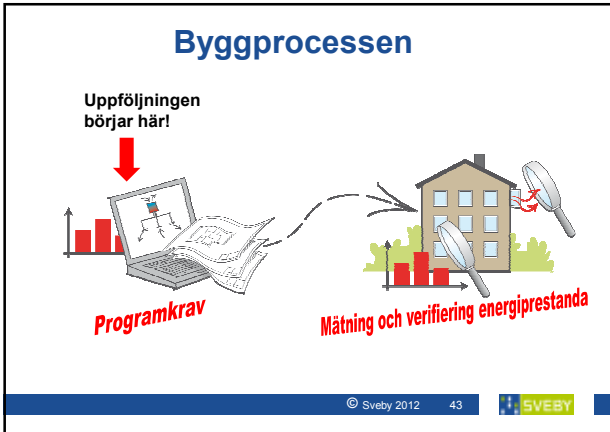 Byggprocessen
Uppföljningen
börjar här!
Programkrav
Mätning och verifiering energiprestanda
© Sveby 2012 43 SVEBY